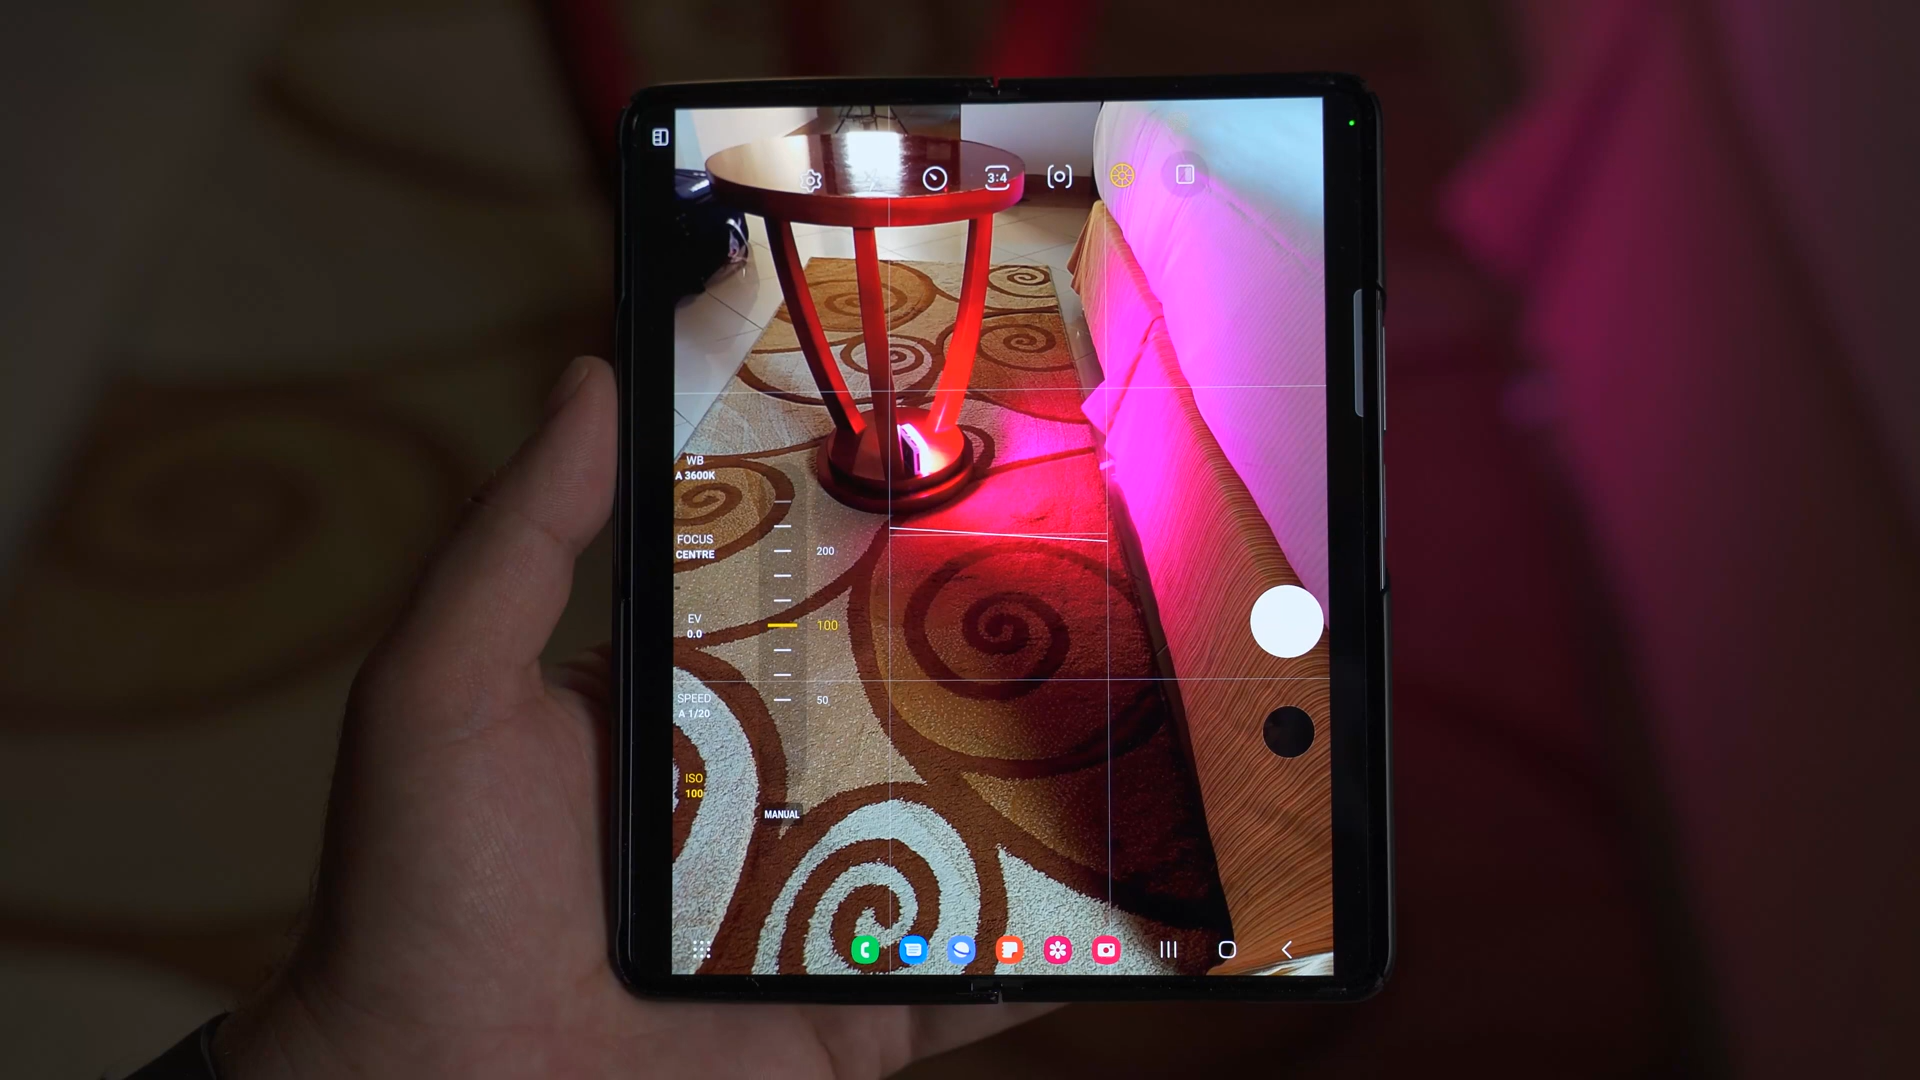 3:4
WB
A 3600K
FOCUS
CENTRE
200
EV
0.0
100
SPEED
A 1/20
50
ISO
100
MANUAL